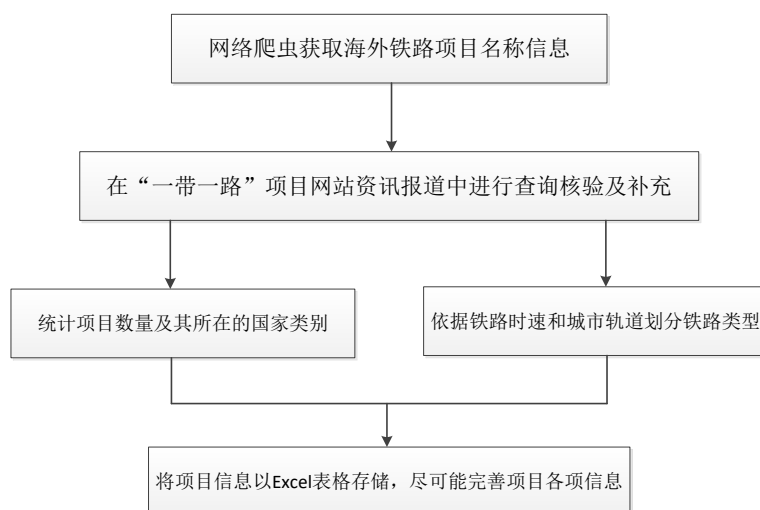 网络爬虫获取海外铁路项目名称信息
在“一带一路”项目网站资讯报道中进行查询核验及补充
统计项目数量及其所在的国家类别
依据铁路时速和城市轨道划分铁路类型
将项目信息以Excel表格存储，尽可能完善项目各项信息